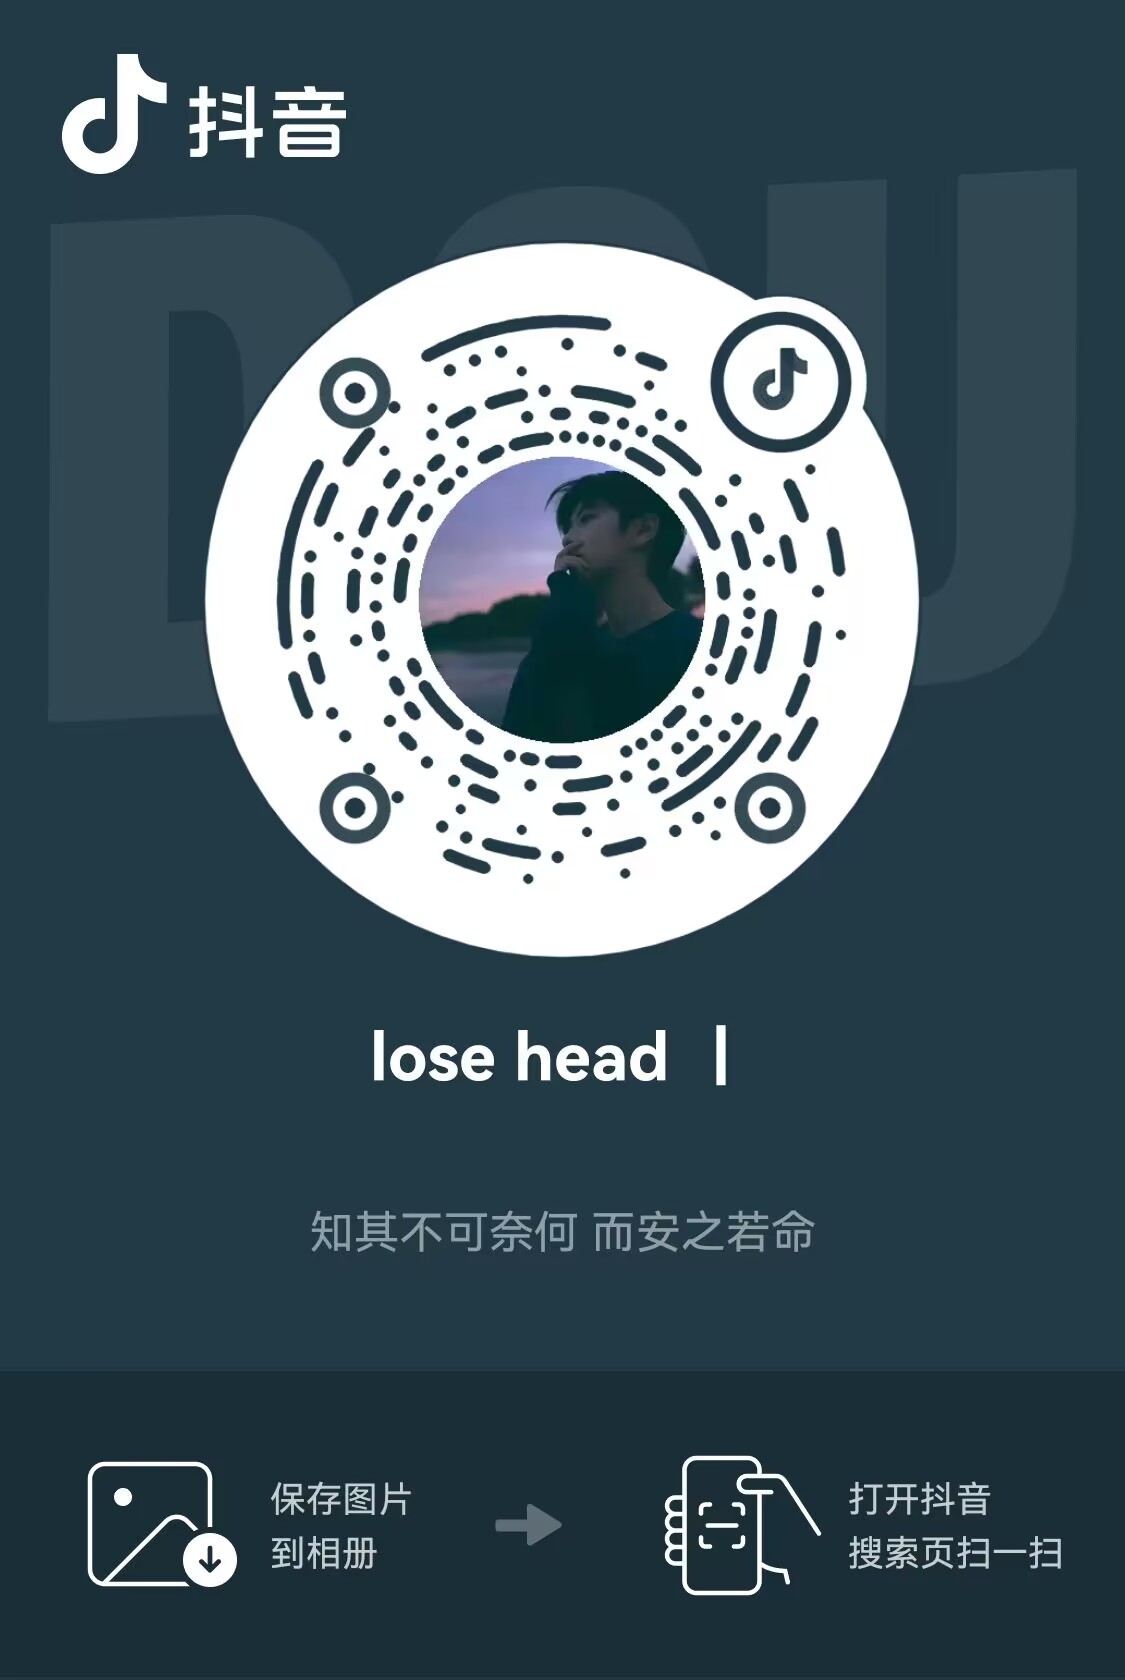 抖音
DOU
lose head 丨
知其不可奈何 而安之若命
保存图片
到相册
打开抖音
搜索页扫一扫